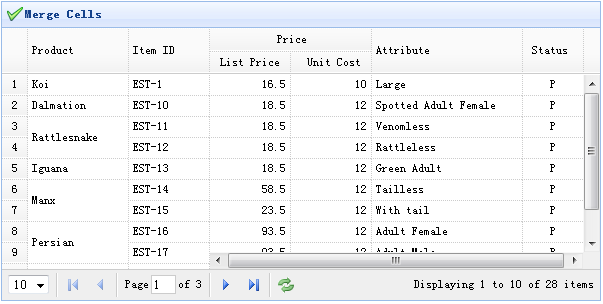 Merge Cells
Product Item ID Price Attribute Status
List Price Unit Cost
1 Koi EST-1 16.5 10 Large P
2 Dalmation EST-10 18.5 12 Spotted Adult Female P
3 Rattlesnake EST-11 18.5 12 Venomless P
4 EST-12 18.5 12 Rattleless P
5 Iguana EST-13 18.5 12 Green Adult P
6 Manx EST-14 58.5 12 Tailless P
7 EST-15 23.5 12 With tail P
8 Persian EST-16 93.5 12 Adult Female P
9 EST-17 93.5 12 Adult Male P
10 Page 1 of 3 Displaying 1 to 10 of 28 items